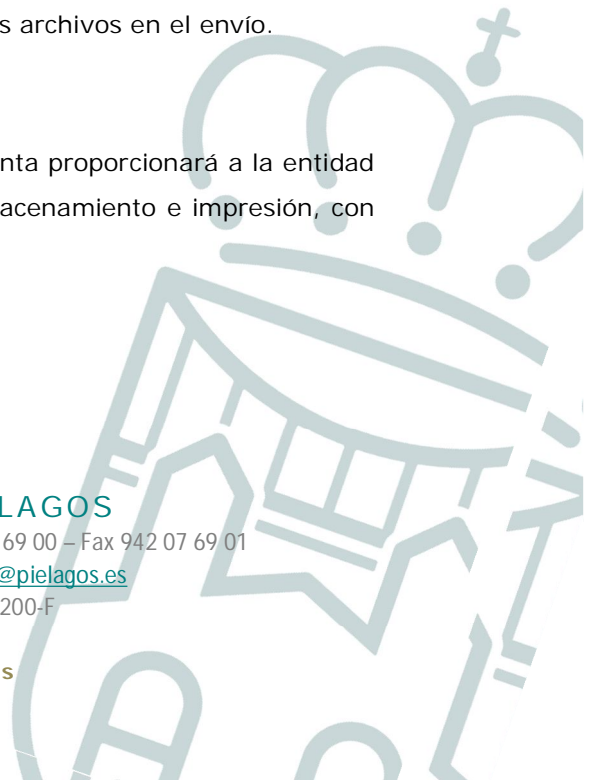 s archivos en el envío.
nta proporcionará a la entidad
acenamiento e impresión, con
LAGOS
69 00 – Fax 942 07 69 01
@pielagos.es
200-F
s